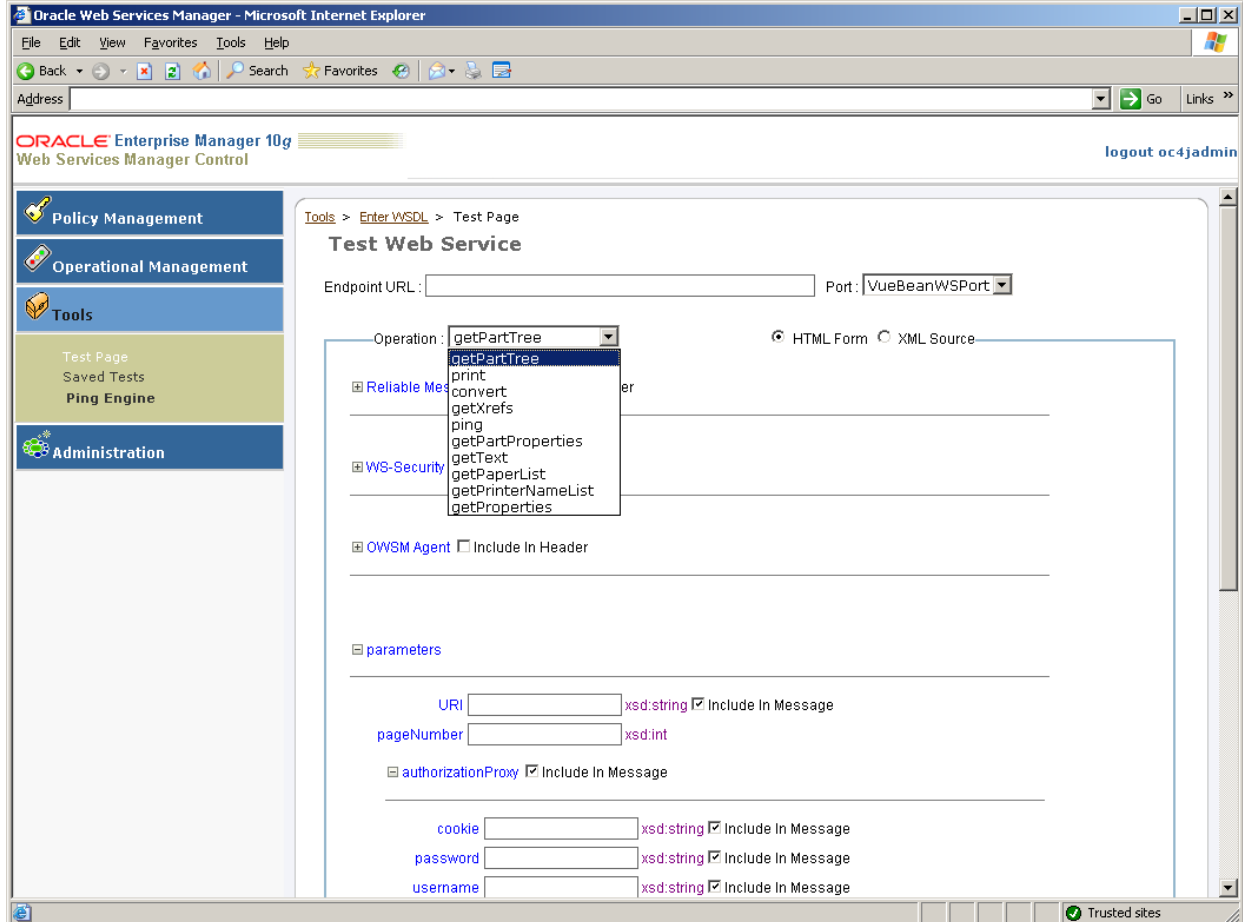 Oracle Web Services Manager - Microsoft Internet Explorer
File Edit View Favorites Tools Help
Back Search Favorites
Address Go Links »
ORACLE Enterprise Manager 10g
Web Services Manager Control
logout oc4jadmin
Policy Management
Operational Management
Tools
Test Page
Saved Tests
Ping Engine
Administration
Tools > Enter WSDL > Test Page
Test Web Service
Endpoint URL : Port : VueBeanWSPort
Operation : getPartTree HTML Form XML Source
getPartTree
print
convert
getXrefs
ping
getPartProperties
getText
getPaperList
getPrinterNameList
getProperties
Reliable Mes er
WS-Security
OWSM Agent Include In Header
parameters
URI xsd:string Include In Message
pageNumber xsd:int
authorizationProxy Include In Message
cookie xsd:string Include In Message
password xsd:string Include In Message
username xsd:string Include In Message
Trusted sites